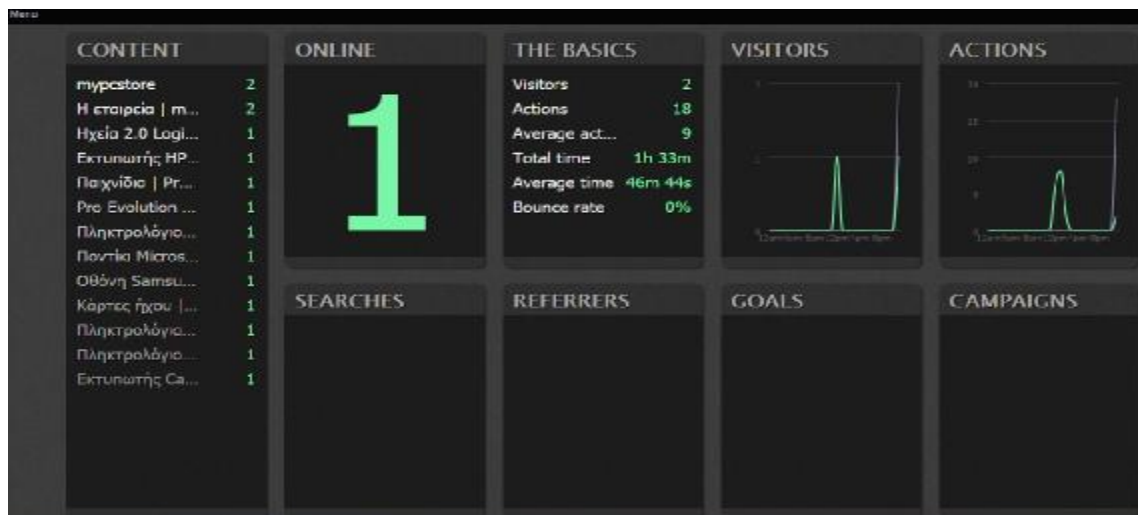 Menu
CONTENT
mypcstore 2
Η εταιρεία | m... 2
Ηχεία 2.0 Logi... 1
Εκτυπωτής HP... 1
Παιχνίδια | Pr... 1
Pro Evolution ... 1
Πληκτρολόγιο... 1
Ποντίκι Micros... 1
Οθόνη Samsu... 1
Κάρτες ήχου |... 1
Πληκτρολόγιο... 1
Πληκτρολόγιο... 1
Εκτυπωτής Ca... 1
ONLINE
1
THE BASICS
Visitors 2
Actions 18
Average act... 9
Total time 1h 33m
Average time 46m 44s
Bounce rate 0%
VISITORS
ACTIONS
SEARCHES
REFERRERS
GOALS
CAMPAIGNS